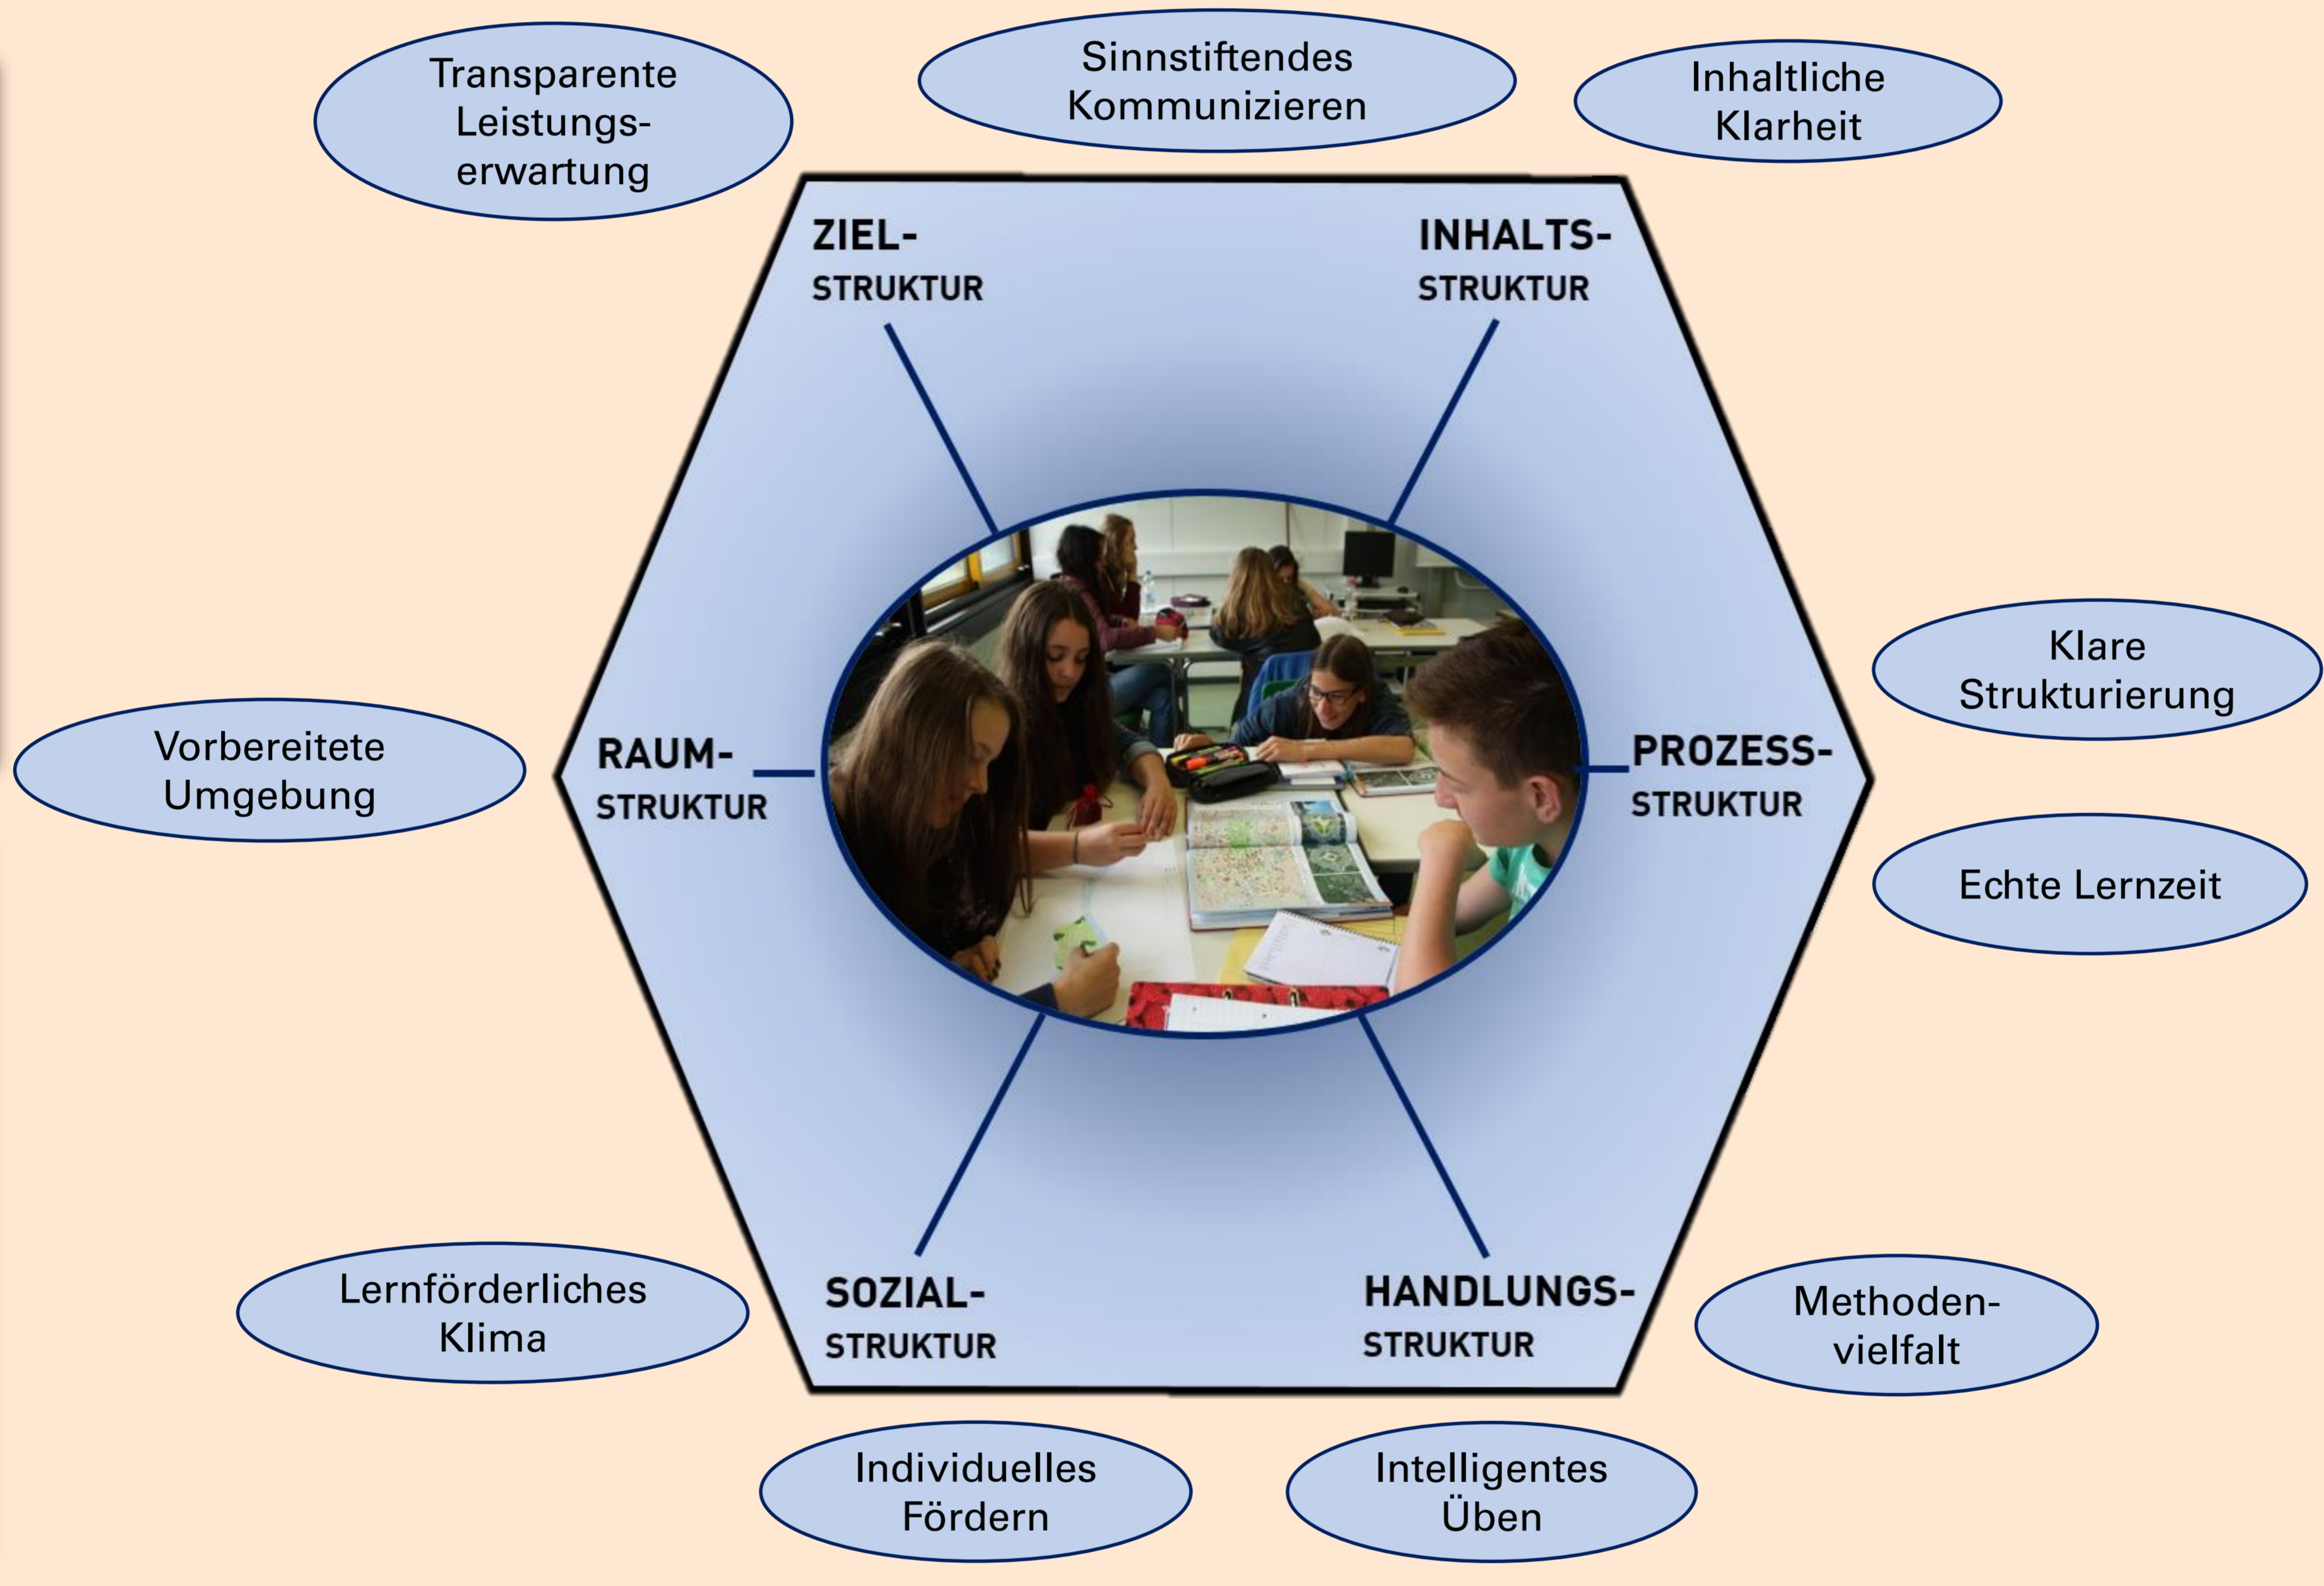 Transparente
Leistungs-
erwartung
Sinnstiftendes
Kommunizieren
Inhaltliche
Klarheit
ZIEL-
STRUKTUR
INHALTS-
STRUKTUR
Klare
Strukturierung
Vorbereitete
Umgebung
RAUM-
STRUKTUR
PROZESS-
STRUKTUR
Echte Lernzeit
Lernförderliches
Klima
SOZIAL-
STRUKTUR
HANDLUNGS-
STRUKTUR
Methoden-
vielfalt
Individuelles
Fördern
Intelligentes
Üben